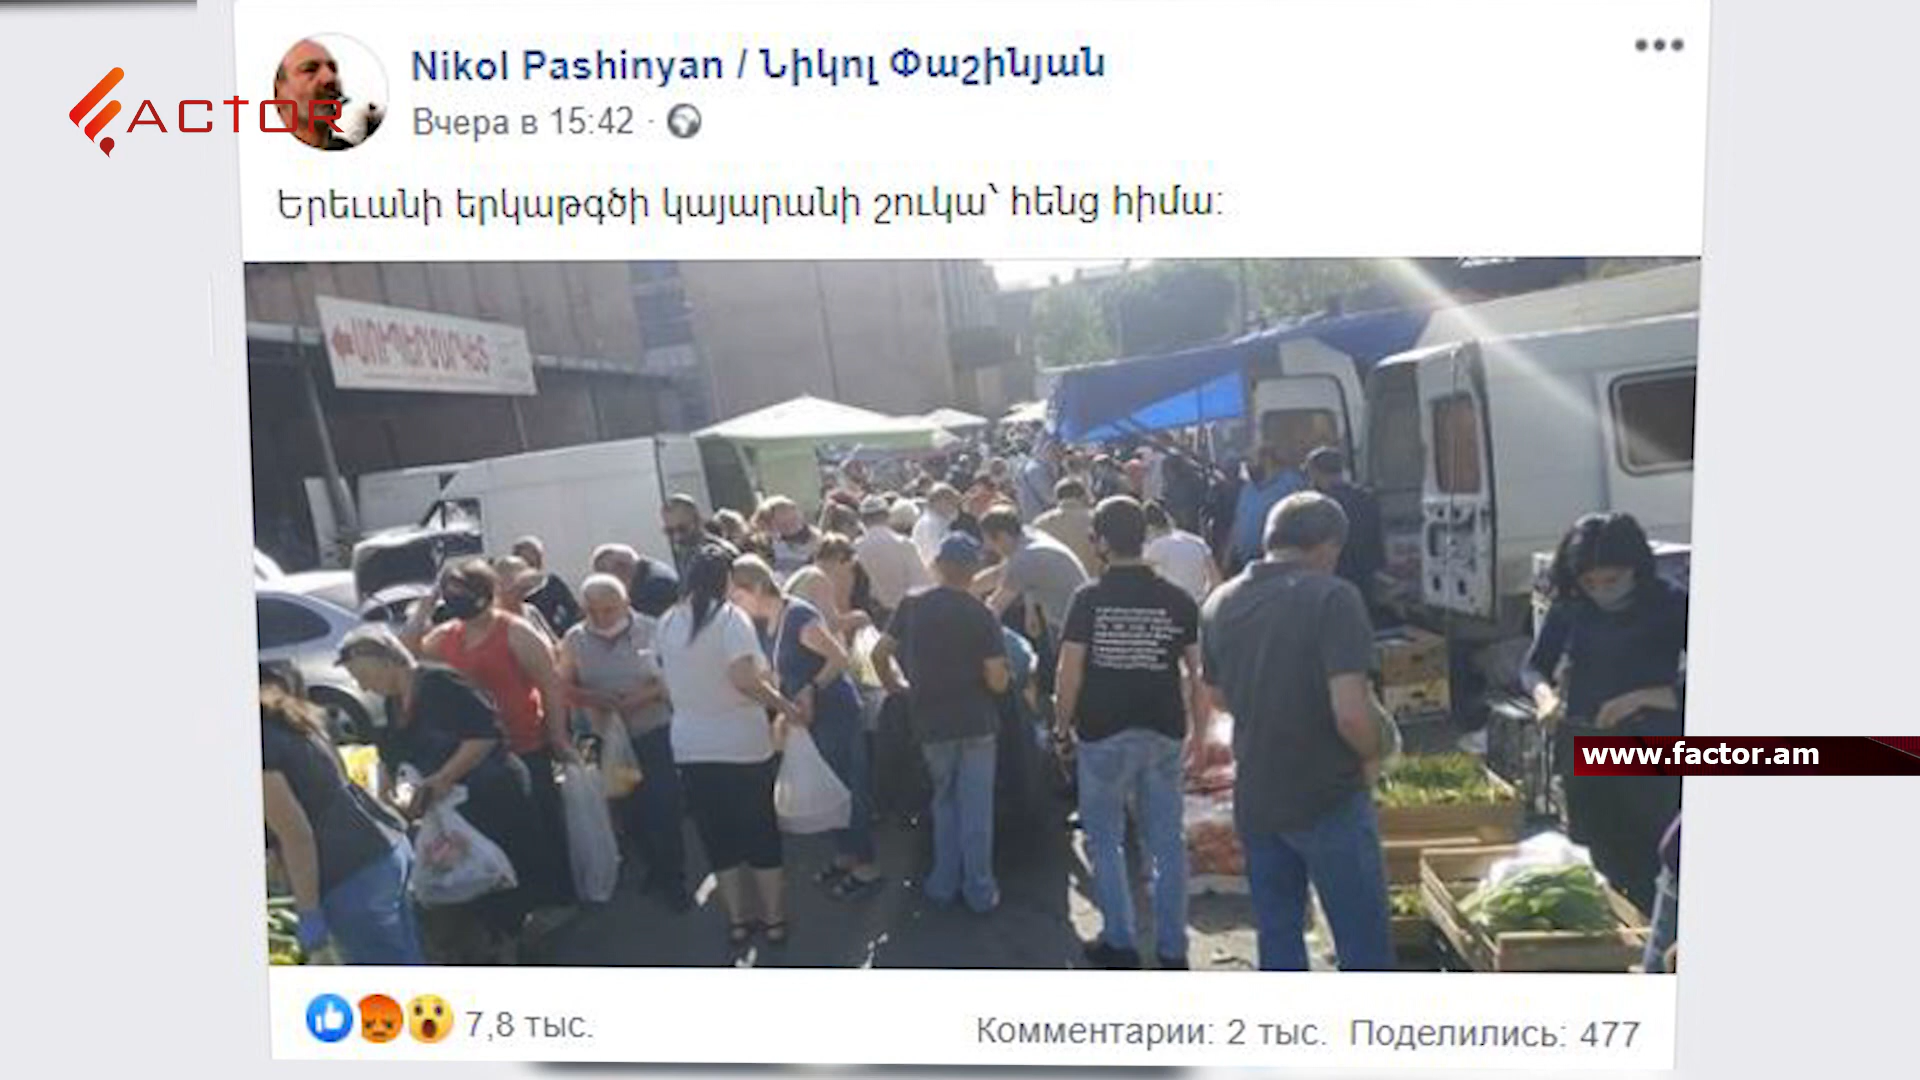 FACTOR
Nikol Pashinyan / Նիկոլ Փաշինյան
Вчера в 15:42 ·
Երեւանի երկաթգծի կայարանի շուկա՝ հենց հիմա:
ՍՈՒՊԵՐՄԱՐԿԵՏ
www.factor.am
7,8 тыс.
Комментарии: 2 тыс. Поделились: 477